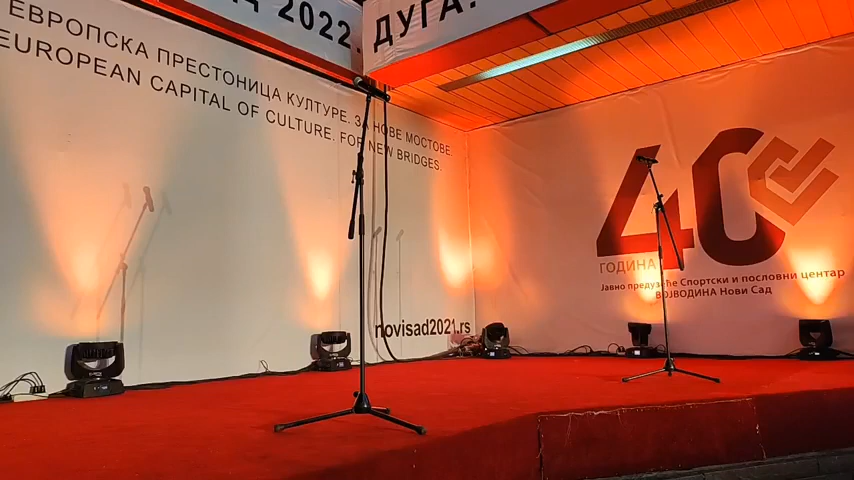 2022.
ДУГА.
ЕВРОПСКА ПРЕСТОНИЦА КУЛТУРЕ. ЗА НОВЕ МОСТОВЕ.
EUROPEAN CAPITAL OF CULTURE. FOR NEW BRIDGES.
novisad2021.rs
40
ГОДИНА
Јавно предузеће Спортски и пословни центар
ВОЈВОДИНА Нови Сад